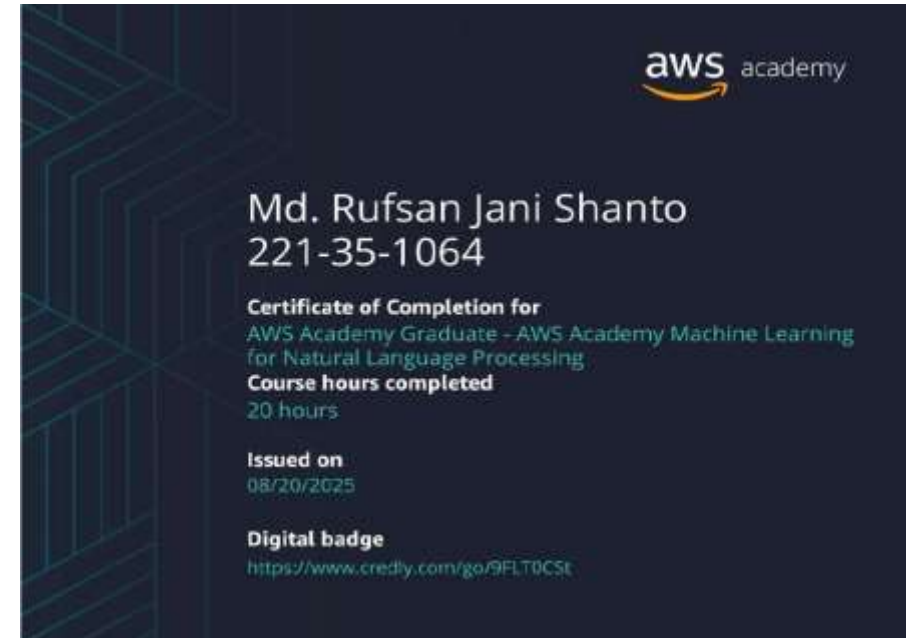 aws academy
Md. Rufsan Jani Shanto
221-35-1064
Certificate of Completion for
AWS Academy Graduate - AWS Academy Machine Learning
for Natural Language Processing
Course hours completed
20 hours
Issued on
08/20/2025
Digital badge
https://www.credly.com/go/9FLT0CSt